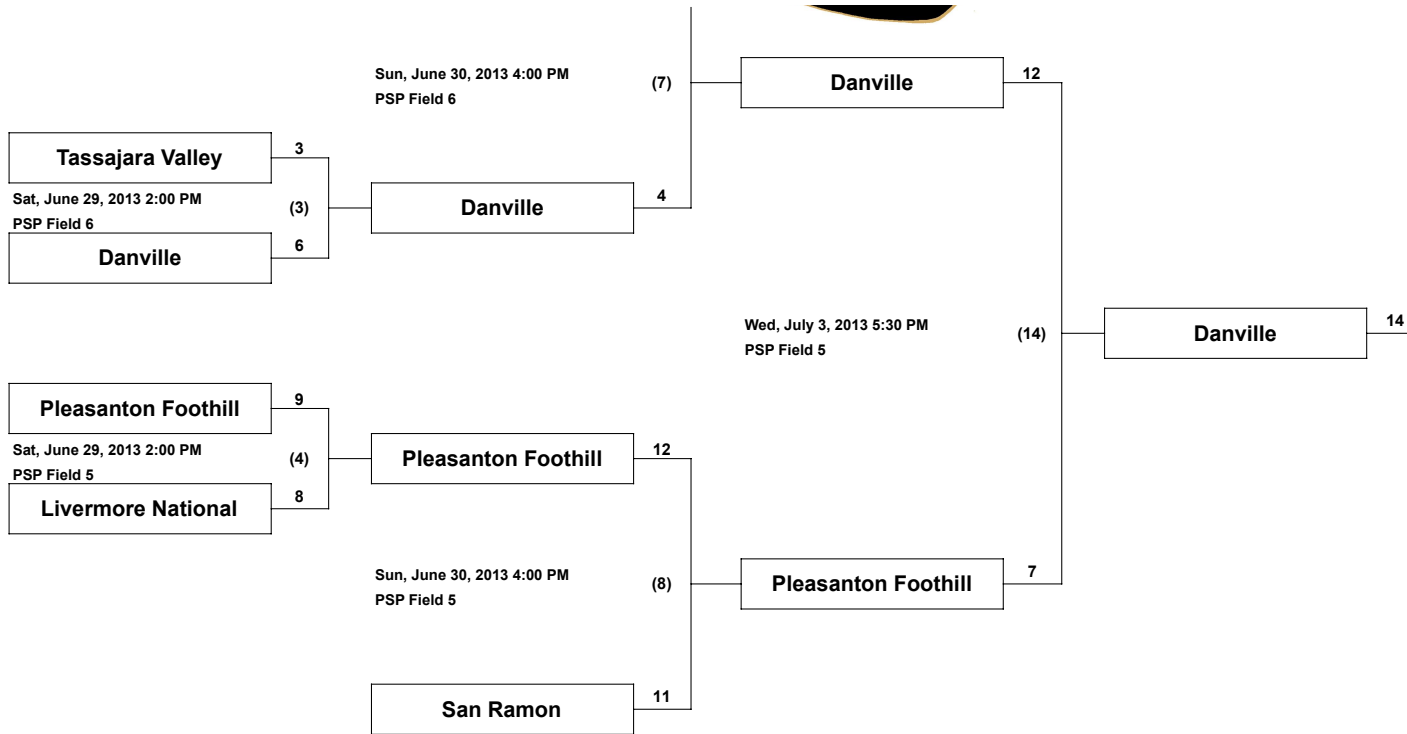 Sun, June 30, 2013 4:00 PM
PSP Field 6
(7)
Danville
12
Tassajara Valley
3
Sat, June 29, 2013 2:00 PM
PSP Field 6
(3)
Danville
4
Danville
6
Wed, July 3, 2013 5:30 PM
PSP Field 5
(14)
Danville
14
Pleasanton Foothill
9
Sat, June 29, 2013 2:00 PM
PSP Field 5
(4)
Pleasanton Foothill
12
Livermore National
8
Sun, June 30, 2013 4:00 PM
PSP Field 5
(8)
Pleasanton Foothill
7
San Ramon
11